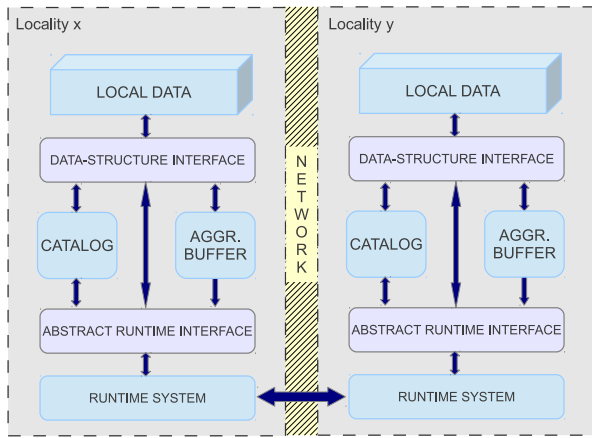 Locality x
LOCAL DATA
DATA-STRUCTURE INTERFACE
CATALOG
AGGR.
BUFFER
ABSTRACT RUNTIME INTERFACE
RUNTIME SYSTEM
NETWORK
Locality y
LOCAL DATA
DATA-STRUCTURE INTERFACE
CATALOG
AGGR.
BUFFER
ABSTRACT RUNTIME INTERFACE
RUNTIME SYSTEM